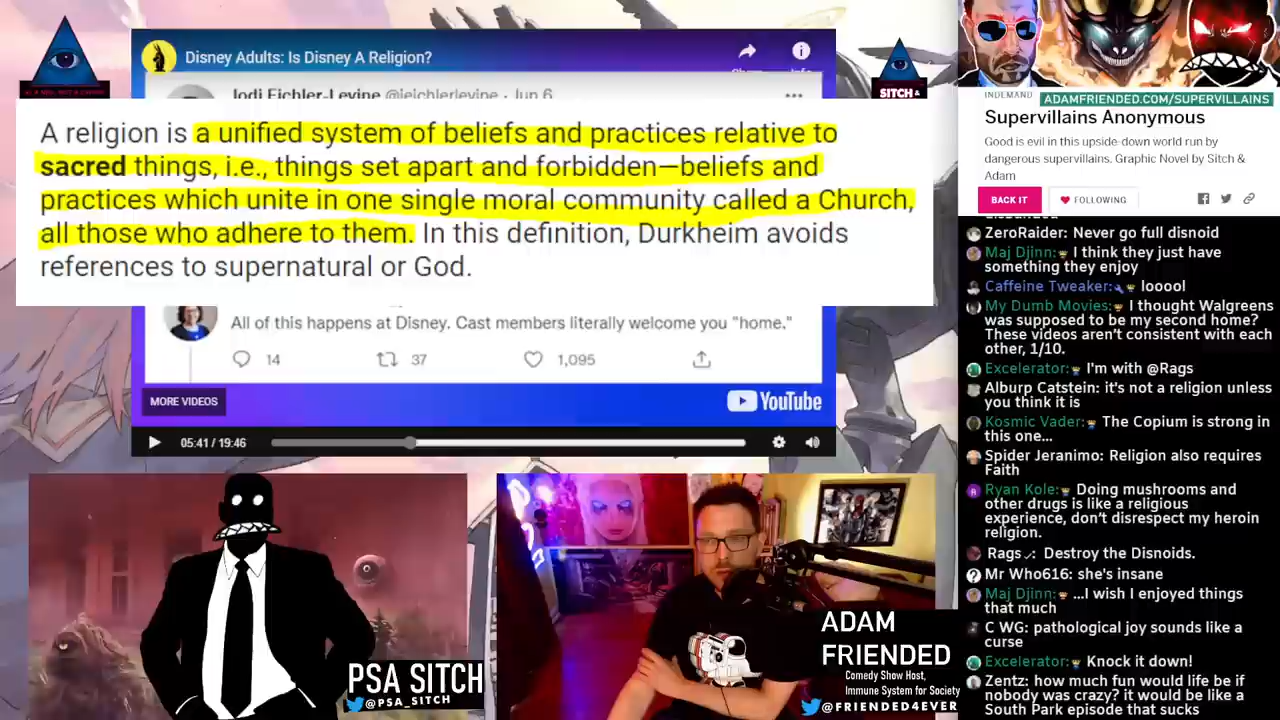 Disney Adults: Is Disney A Religion?
Jodi Eichler-Levine @jeichlerlevine · Jun 6
A religion is a unified system of beliefs and practices relative to
sacred things, i.e., things set apart and forbidden—beliefs and
practices which unite in one single moral community called a Church,
all those who adhere to them. In this definition, Durkheim avoids
references to supernatural or God.
All of this happens at Disney. Cast members literally welcome you "home."
14
37
1,095
MORE VIDEOS
YouTube
05:41 / 19:46
SITCH &
PSA SITCH
@PSA_SITCH
ADAM
FRIENDED
Comedy Show Host,
Immune System for Society
@FRIENDED4EVER
INDEMAND
ADAMFRIENDED.COM/SUPERVILLAINS
Supervillains Anonymous
Good is evil in this upside-down world run by
dangerous supervillains. Graphic Novel by Sitch &
Adam
BACK IT
FOLLOWING
ZeroRaider: Never go full disnoid
Maj Djinn: I think they just have
something they enjoy
Caffeine Tweaker: looool
My Dumb Movies: I thought Walgreens
was supposed to be my second home?
These videos aren't consistent with each
other, 1/10.
Excelerator: I'm with @Rags
Alburp Catstein: it's not a religion unless
you think it is
Kosmic Vader: The Copium is strong in
this one...
Spider Jeranimo: Religion also requires
Faith
Ryan Kole: Doing mushrooms and
other drugs is like a religious
experience, don't disrespect my heroin
religion.
Rags: Destroy the Disnoids.
Mr Who616: she's insane
Maj Djinn: ...I wish I enjoyed things
that much
C WG: pathological joy sounds like a
curse
Excelerator: Knock it down!
Zentz: how much fun would life be if
nobody was crazy? it would be like a
South Park episode that sucks